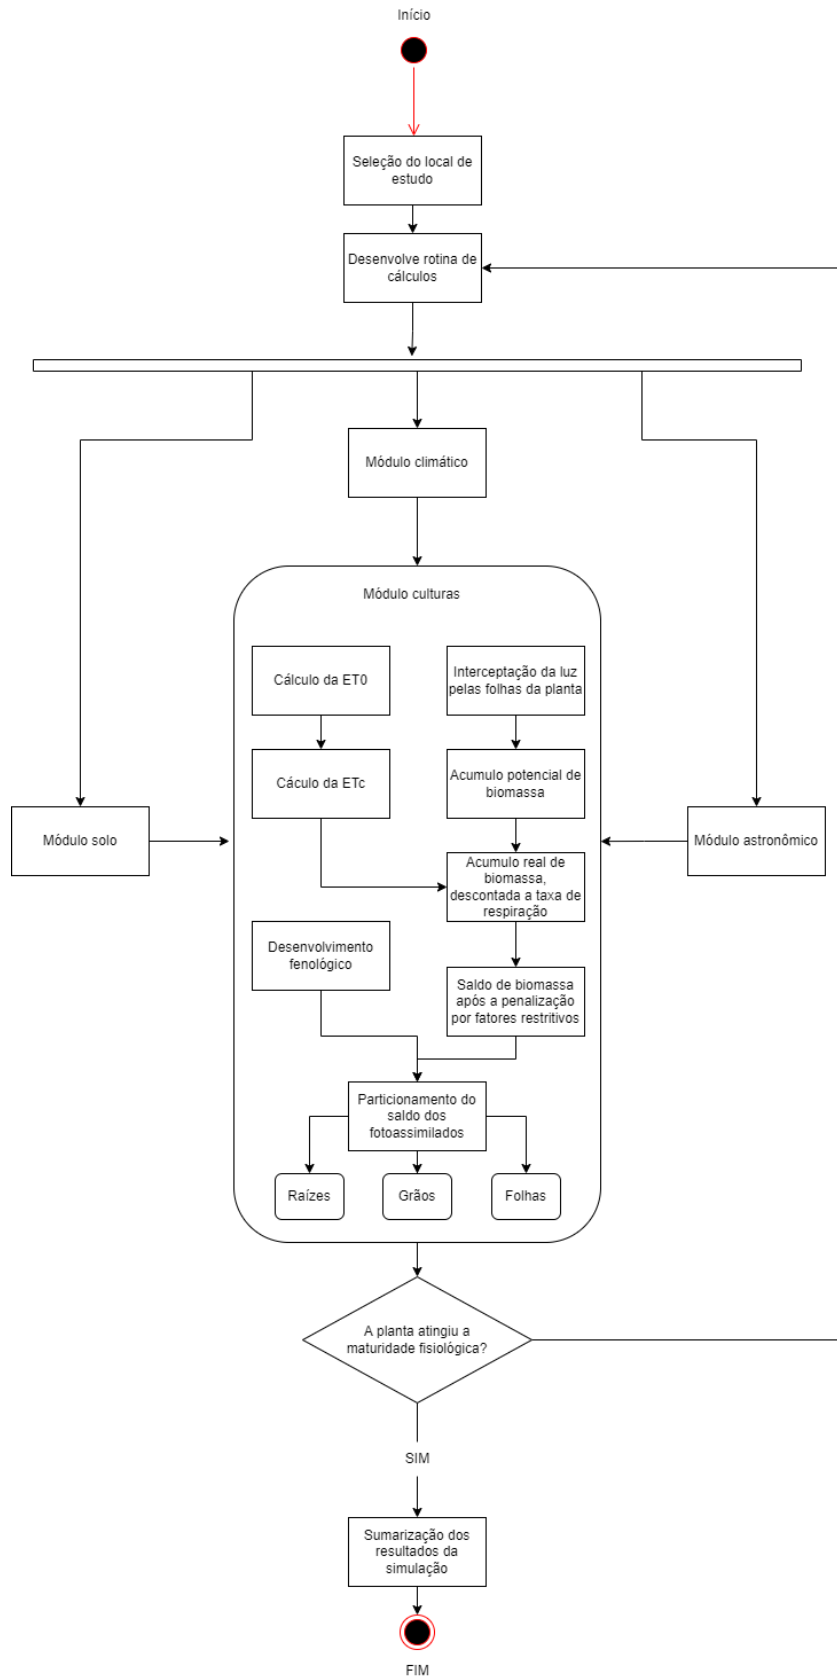 Início
Seleção do local de
estudo
Desenvolve rotina de
cálculos
Módulo climático
Módulo culturas
Cálculo da ET0
Interceptação da luz
pelas folhas da planta
Cáculo da ETc
Acumulo potencial de
biomassa
Módulo solo
Módulo astronômico
Acumulo real de
biomassa,
descontada a taxa de
respiração
Desenvolvimento
fenológico
Saldo de biomassa
após a penalização
por fatores restritivos
Particionamento do
saldo dos
fotoassimilados
Raízes
Grãos
Folhas
A planta atingiu a
maturidade fisiológica?
SIM
Sumarização dos
resultados da
simulação
FIM